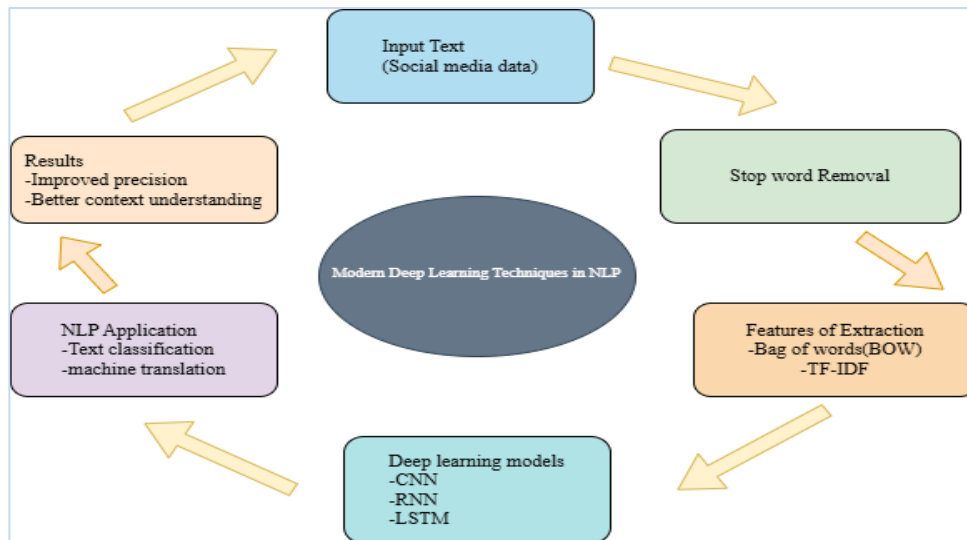 Input Text
(Social media data)
Stop word Removal
Features of Extraction
-Bag of words(BOW)
-TF-IDF
Deep learning models
-CNN
-RNN
-LSTM
NLP Application
-Text classification
-machine translation
Results
-Improved precision
-Better context understanding
Modern Deep Learning Techniques in NLP